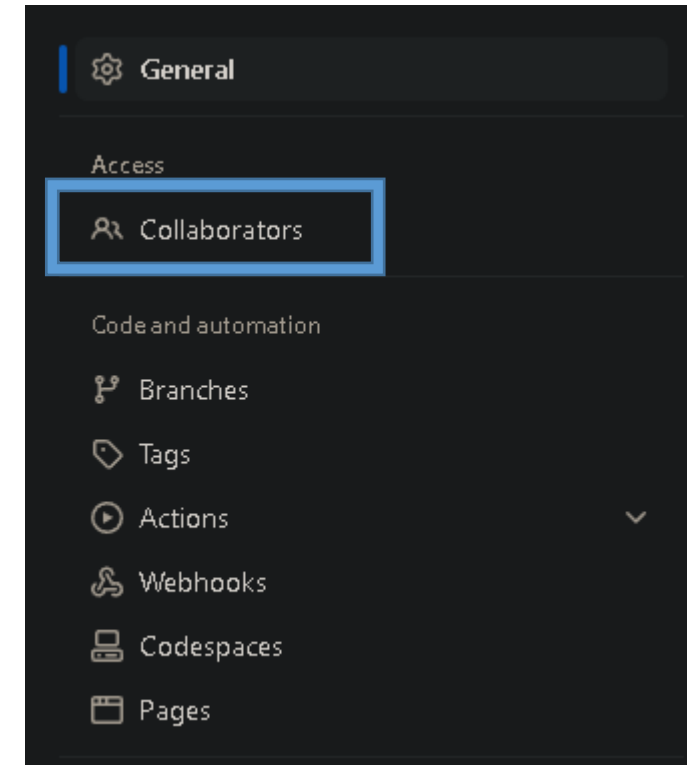 General
Access
Collaborators
Code and automation
Branches
Tags
Actions
Webhooks
Codespaces
Pages